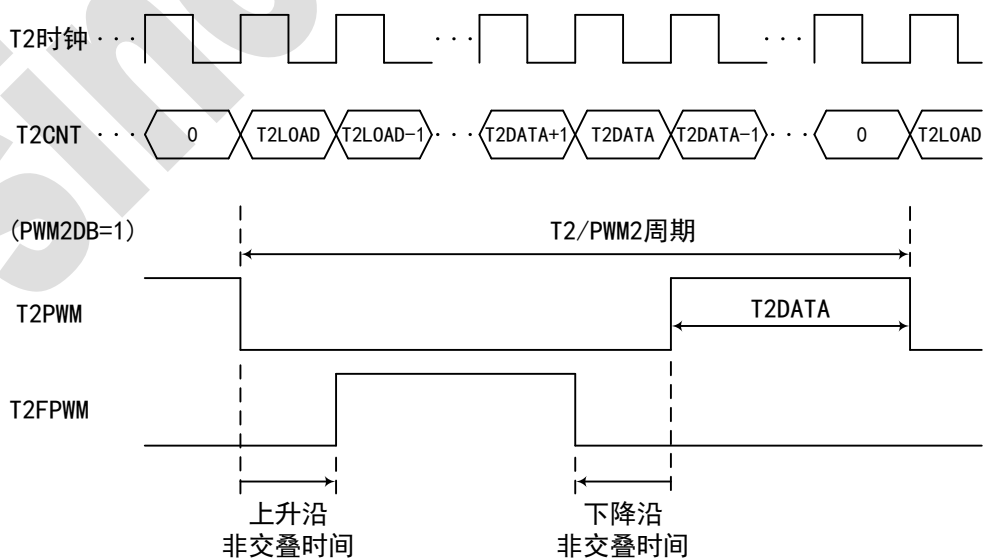 T2时钟 ··· ··· ···
T2CNT ··· 0 T2LOAD T2LOAD-1 ··· T2DATA+1 T2DATA T2DATA-1 ··· 0 T2LOAD
(PWM2DB=1) T2/PWM2周期
T2PWM T2DATA
T2FPWM
上升沿 下降沿
非交叠时间 非交叠时间